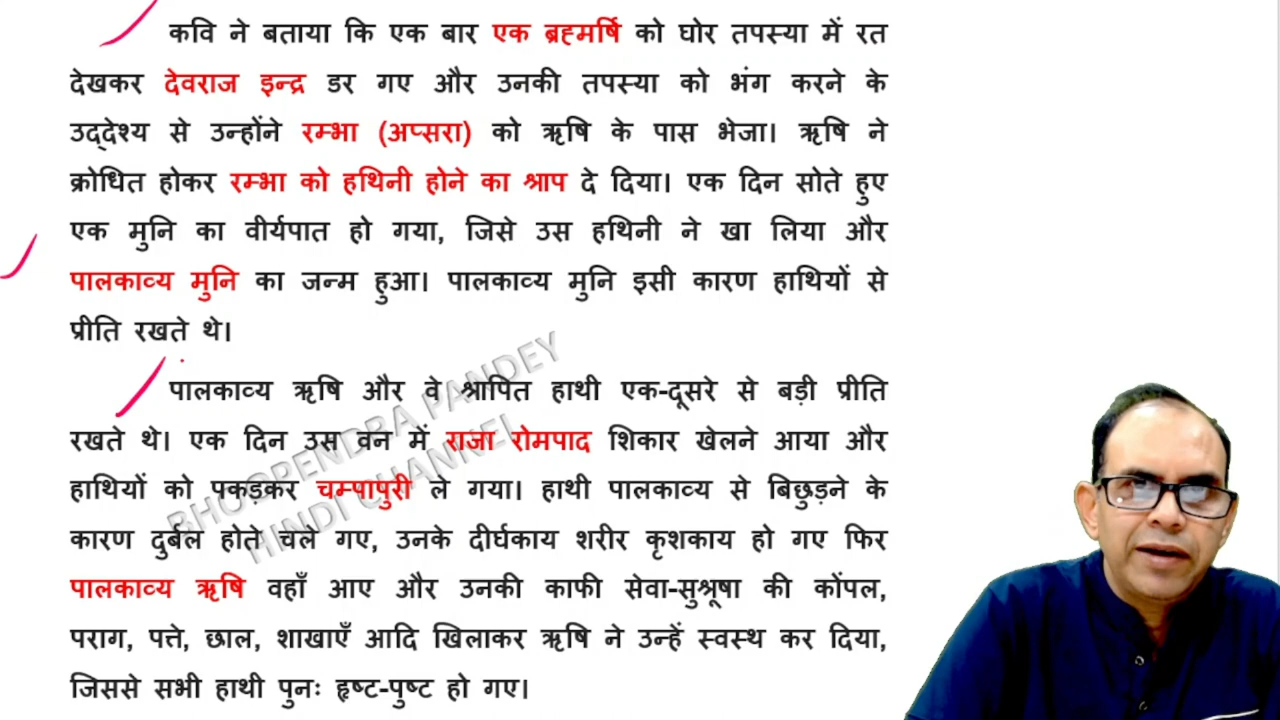 कवि ने बताया कि एक बार एक ब्रह्मर्षि को घोर तपस्या में रत
देखकर देवराज इन्द्र डर गए और उनकी तपस्या को भंग करने के
उद्देश्य से उन्होंने रम्भा (अप्सरा) को ऋषि के पास भेजा। ऋषि ने
क्रोधित होकर रम्भा को हथिनी होने का श्राप दे दिया। एक दिन सोते हुए
एक मुनि का वीर्यपात हो गया, जिसे उस हथिनी ने खा लिया और
पालकाव्य मुनि का जन्म हुआ। पालकाव्य मुनि इसी कारण हाथियों से
प्रीति रखते थे।
पालकाव्य ऋषि और वे श्रापित हाथी एक-दूसरे से बड़ी प्रीति
रखते थे। एक दिन उस वन में राजा रोमपाद शिकार खेलने आया और
हाथियों को पकड़कर चम्पापुरी ले गया। हाथी पालकाव्य से बिछुड़ने के
कारण दुर्बल होते चले गए, उनके दीर्घकाय शरीर कृशकाय हो गए फिर
पालकाव्य ऋषि वहाँ आए और उनकी काफी सेवा-सुश्रूषा की कोंपल,
पराग, पत्ते, छाल, शाखाएँ आदि खिलाकर ऋषि ने उन्हें स्वस्थ कर दिया,
जिससे सभी हाथी पुनः हृष्ट-पुष्ट हो गए।
BHOOPENDRA PANDEY
HINDI CHANNEL